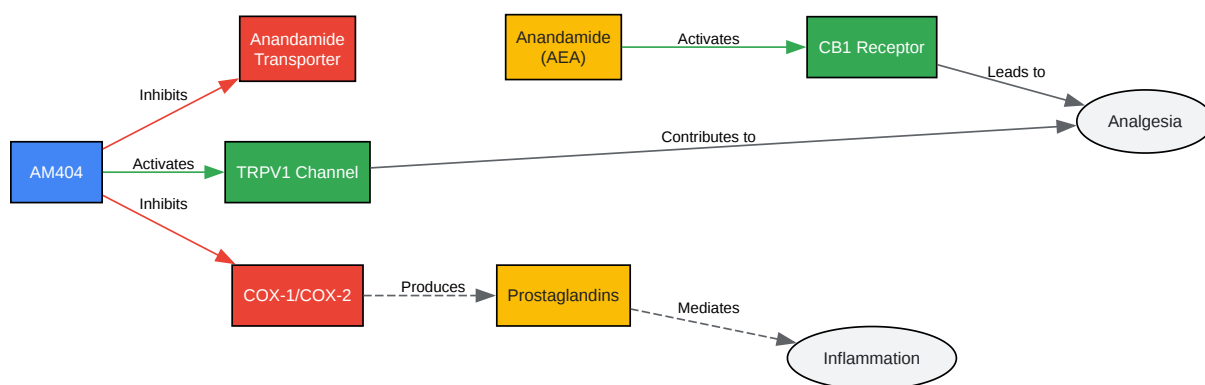 Anandamide
Transporter
Anandamide
(AEA)
Activates
CB1 Receptor
Leads to
Analgesia
Inhibits
Contributes to
AM404
Activates
TRPV1 Channel
Inhibits
COX-1/COX-2
Produces
Prostaglandins
Mediates
Inflammation